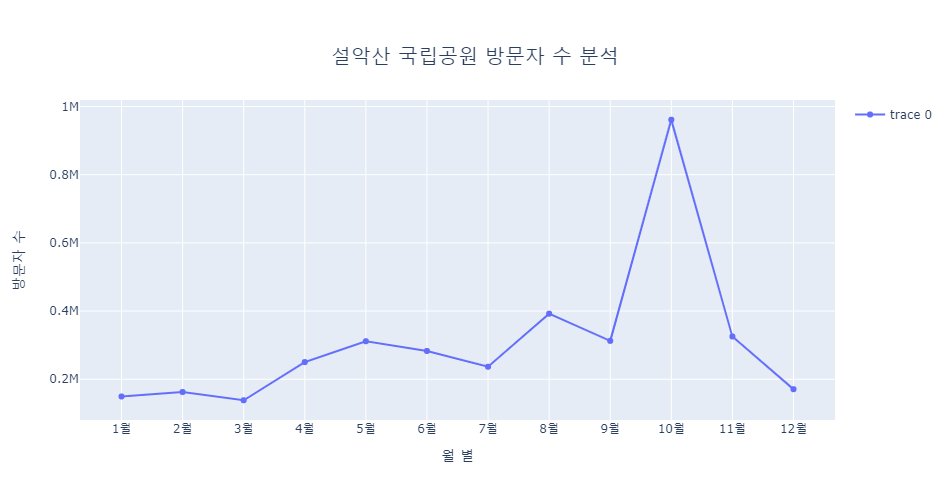 설악산 국립공원 방문자 수 분석
1M
0.8M
0.6M
0.4M
0.2M
방문자 수
1월 2월 3월 4월 5월 6월 7월 8월 9월 10월 11월 12월
월 별
trace 0